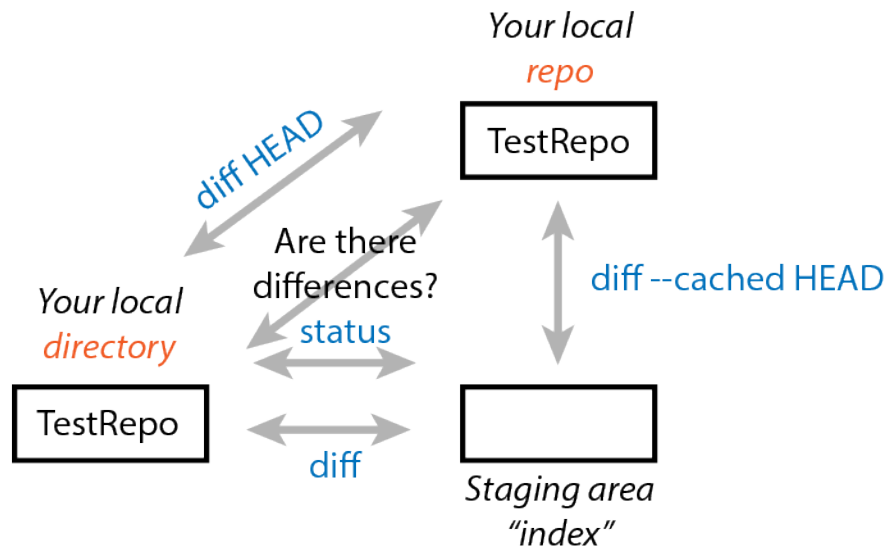 Your local
repo
TestRepo
diff HEAD
Are there
differences?
status
diff --cached HEAD
Your local
directory
TestRepo
diff
Staging area
“index”